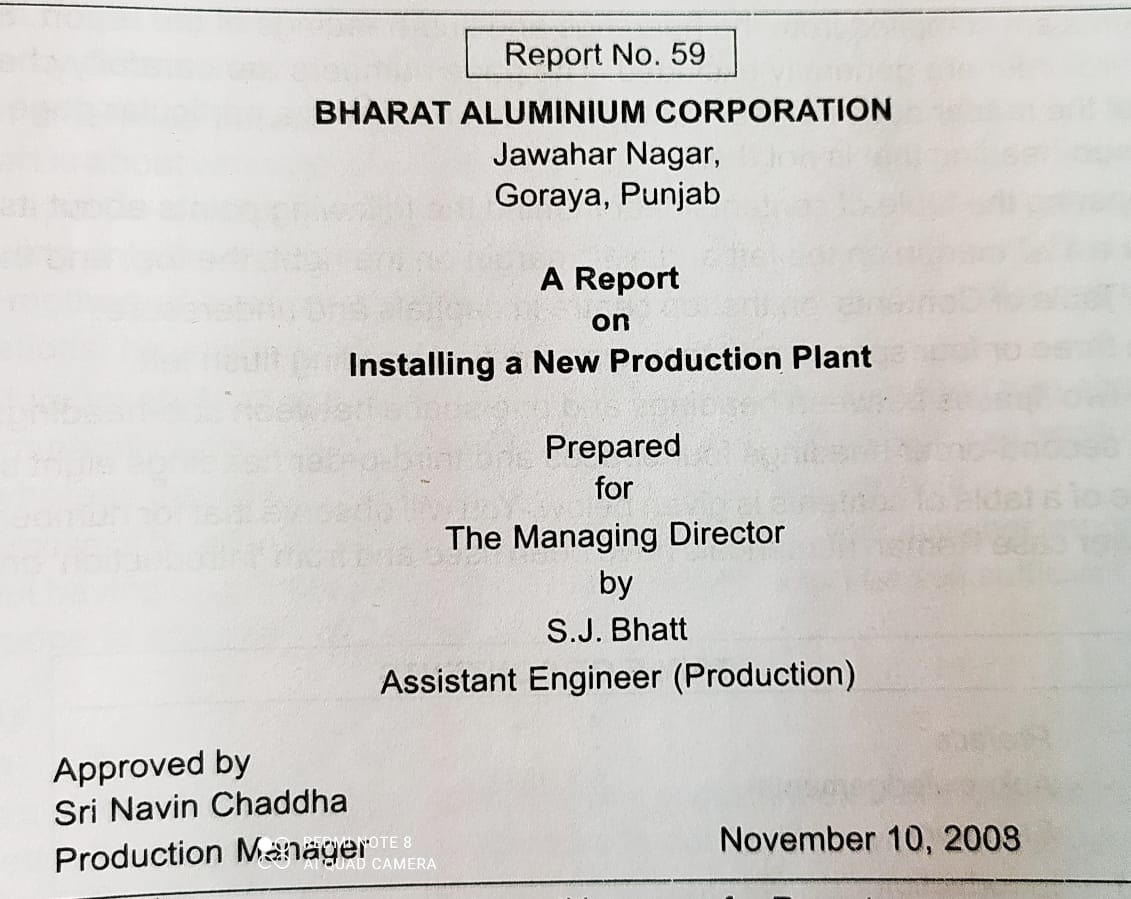 Report No. 59
BHARAT ALUMINIUM CORPORATION
Jawahar Nagar,
Goraya, Punjab
A Report
on
Installing a New Production Plant
Prepared
for
The Managing Director
by
S.J. Bhatt
Assistant Engineer (Production)
Approved by
Sri Navin Chaddha
Production Manager
November 10, 2008
REDMI NOTE 8
AI QUAD CAMERA